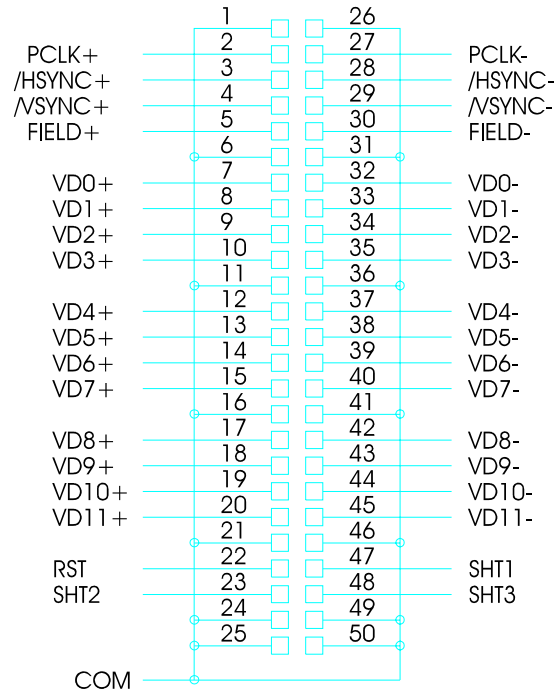 1 26
PCLK+ 2 27 PCLK-
/HSYNC+ 3 28 /HSYNC-
/VSYNC+ 4 29 /VSYNC-
FIELD+ 5 30 FIELD-
6 31
VD0+ 7 32 VD0-
VD1+ 8 33 VD1-
VD2+ 9 34 VD2-
VD3+ 10 35 VD3-
11 36
VD4+ 12 37 VD4-
VD5+ 13 38 VD5-
VD6+ 14 39 VD6-
VD7+ 15 40 VD7-
16 41
VD8+ 17 42 VD8-
VD9+ 18 43 VD9-
VD10+ 19 44 VD10-
VD11+ 20 45 VD11-
21 46
RST 22 47 SHT1
SHT2 23 48 SHT3
24 49
25 50
COM